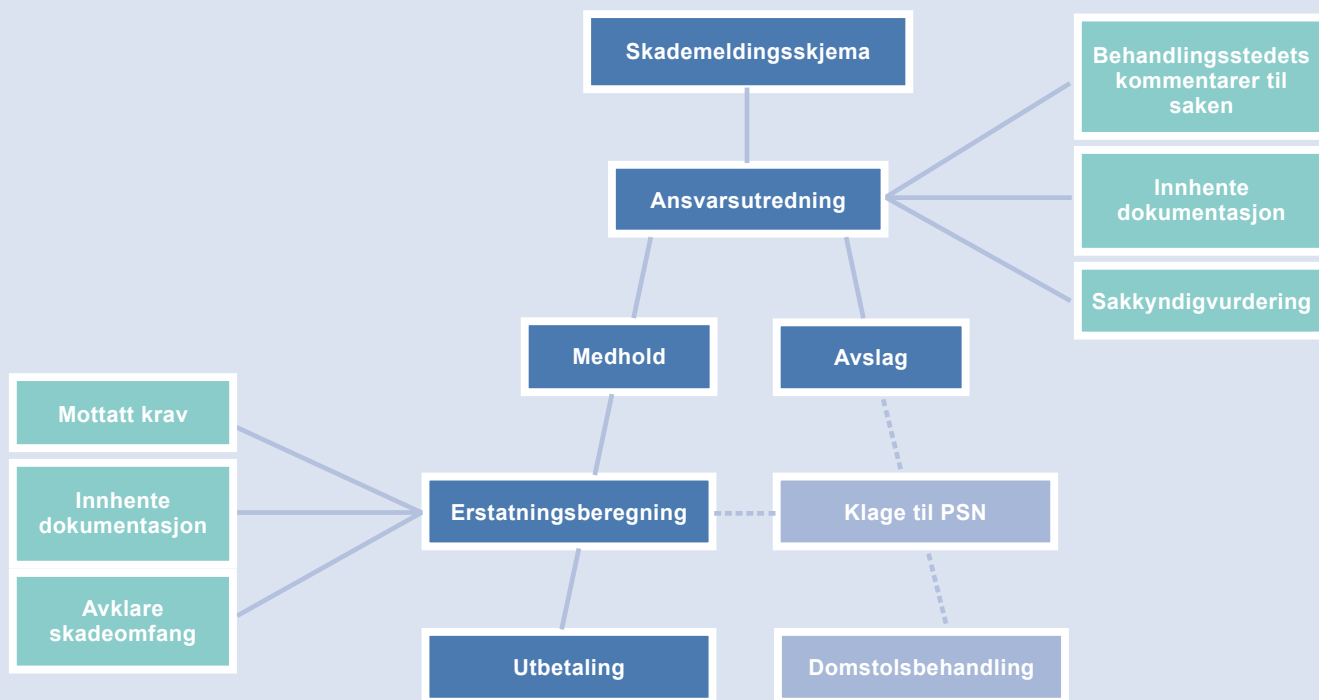 Skademeldingsskjema
Behandlingsstedets
kommentarer til
saken
Ansvarsutredning
Innhente
dokumentasjon
Sakkyndigvurdering
Medhold
Avslag
Mottatt krav
Innhente
dokumentasjon
Erstatningsberegning
Klage til PSN
Avklare
skadeomfang
Utbetaling
Domstolsbehandling